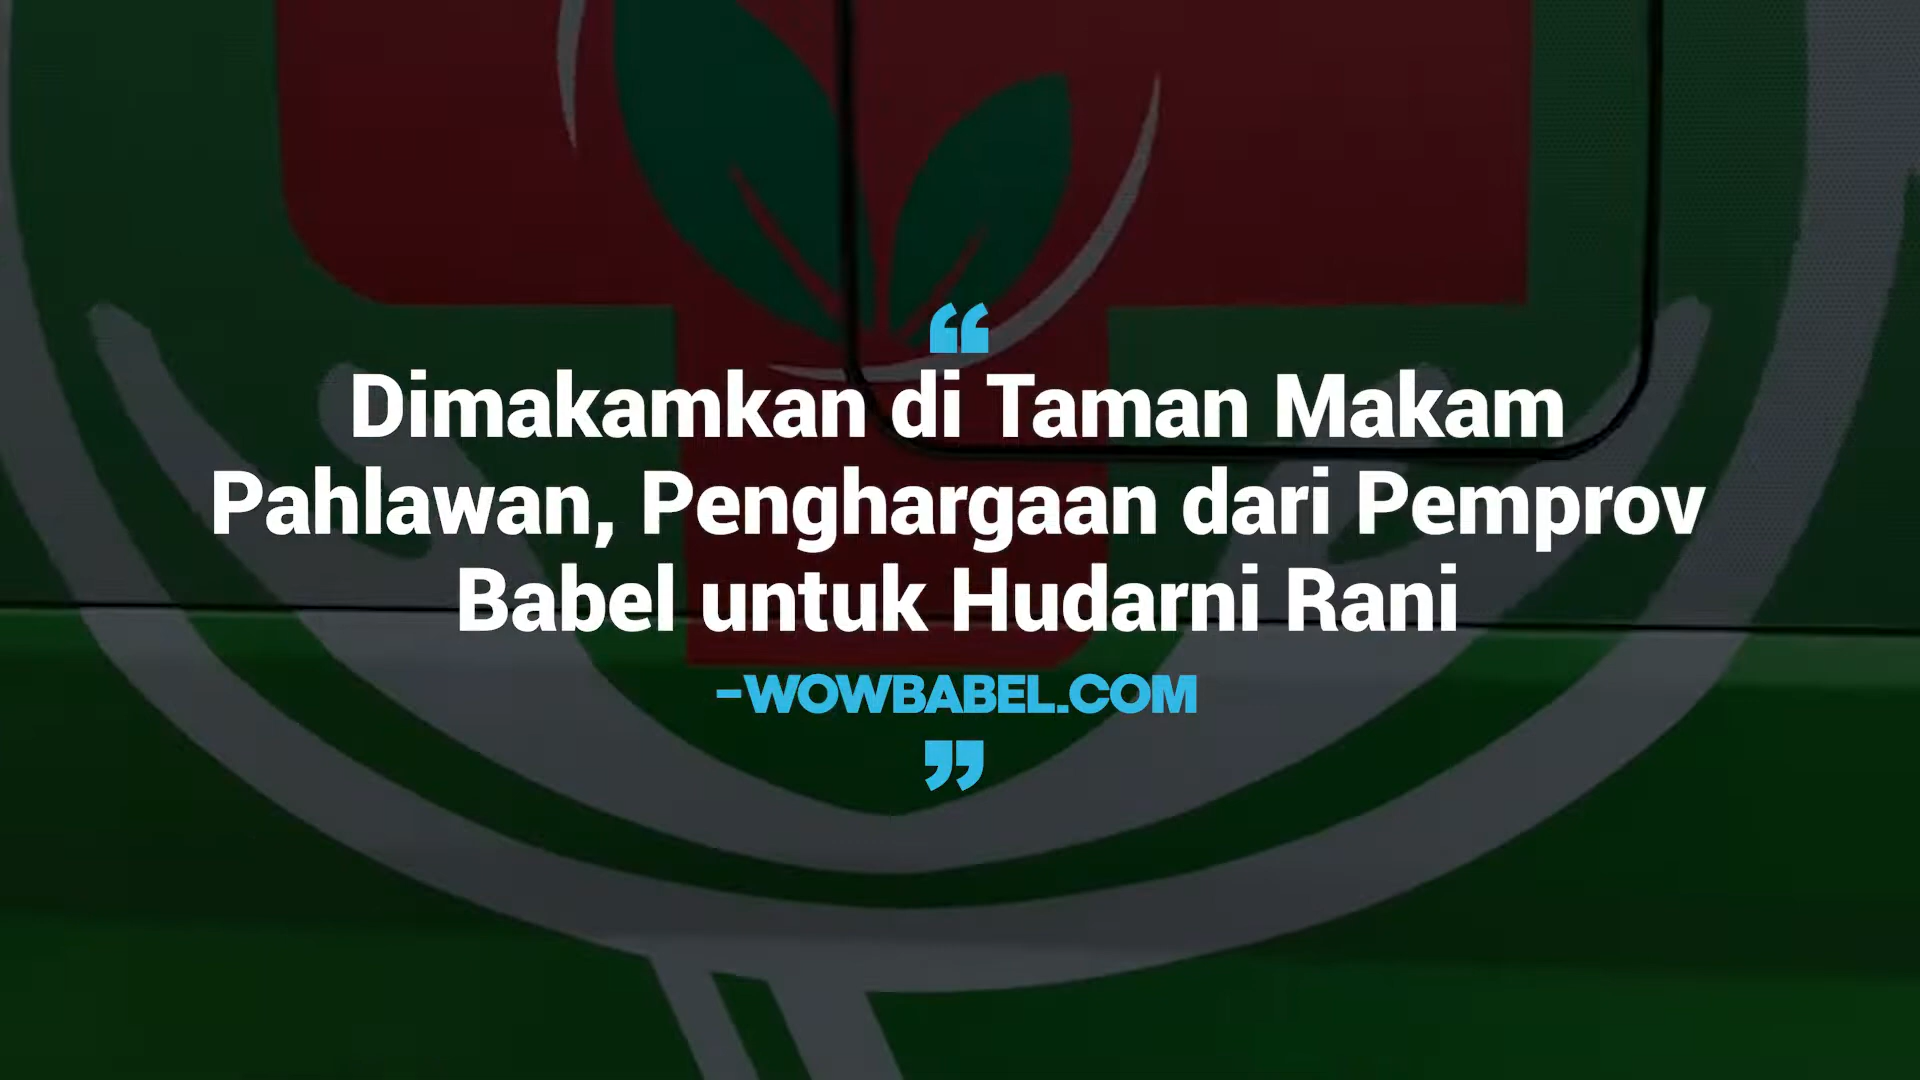 “
Dimakamkan di Taman Makam
Pahlawan, Penghargaan dari Pemprov
Babel untuk Hudarni Rani
-WOWBABEL.COM
”